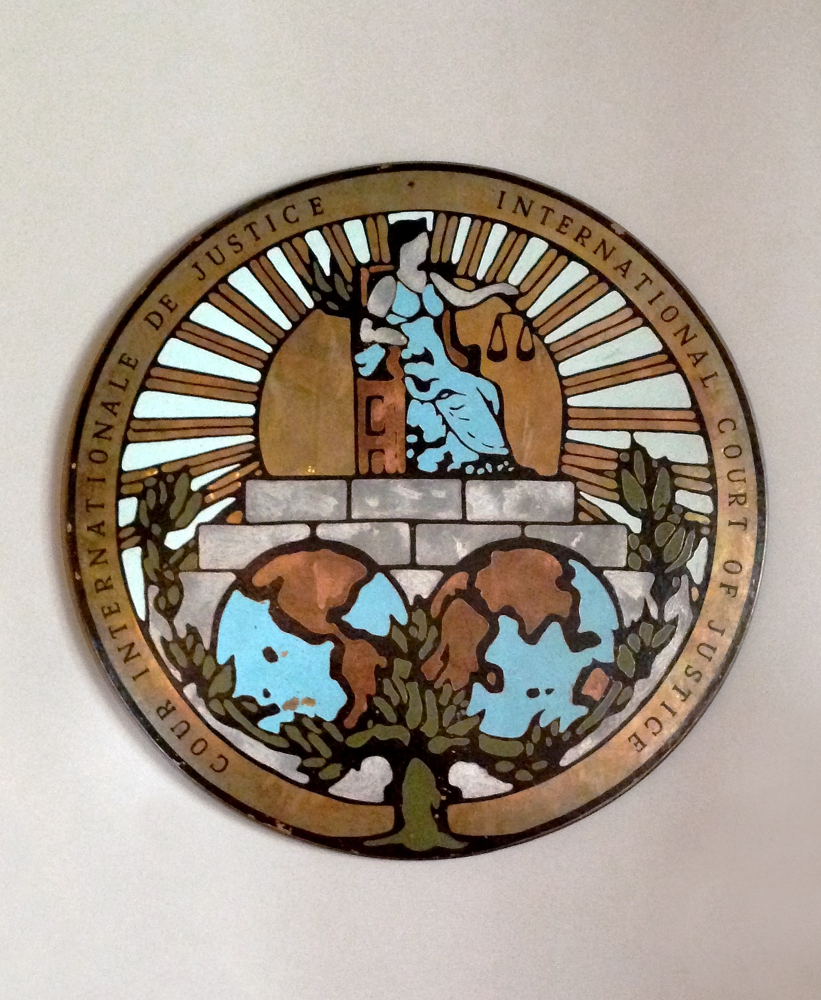 COUR INTERNATIONALE DE JUSTICE
INTERNATIONAL COURT OF JUSTICE